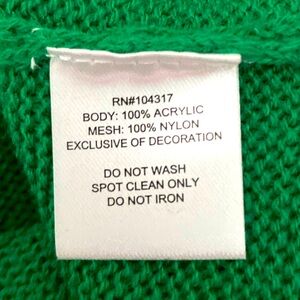 RN#104317
BODY: 100% ACRYLIC
MESH: 100% NYLON
EXCLUSIVE OF DECORATION
DO NOT WASH
SPOT CLEAN ONLY
DO NOT IRON